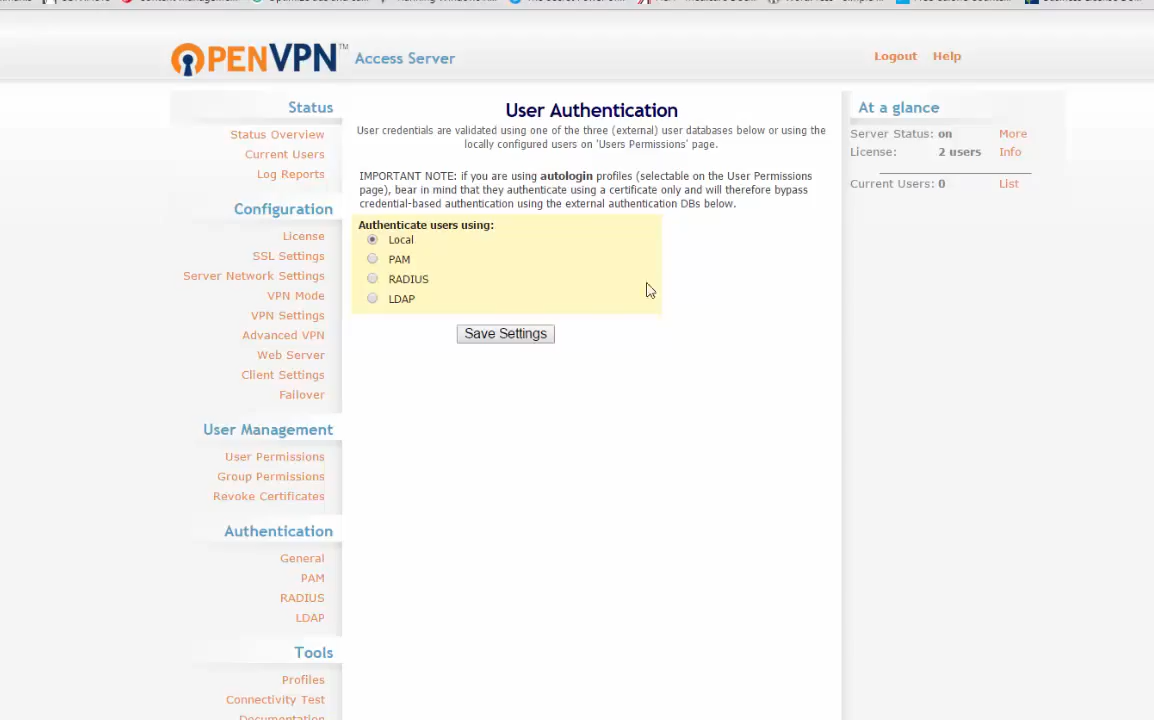 OPENVPN™ Access Server
Logout Help
Status
Status Overview
Current Users
Log Reports
Configuration
License
SSL Settings
Server Network Settings
VPN Mode
VPN Settings
Advanced VPN
Web Server
Client Settings
Failover
User Management
User Permissions
Group Permissions
Revoke Certificates
Authentication
General
PAM
RADIUS
LDAP
Tools
Profiles
Connectivity Test
Documentation
User Authentication
User credentials are validated using one of the three (external) user databases below or using the
locally configured users on 'Users Permissions' page.
IMPORTANT NOTE: if you are using autologin profiles (selectable on the User Permissions
page), bear in mind that they authenticate using a certificate only and will therefore bypass
credential-based authentication using the external authentication DBs below.
Authenticate users using:
Local
PAM
RADIUS
LDAP
Save Settings
At a glance
Server Status: on More
License: 2 users Info
Current Users: 0 List